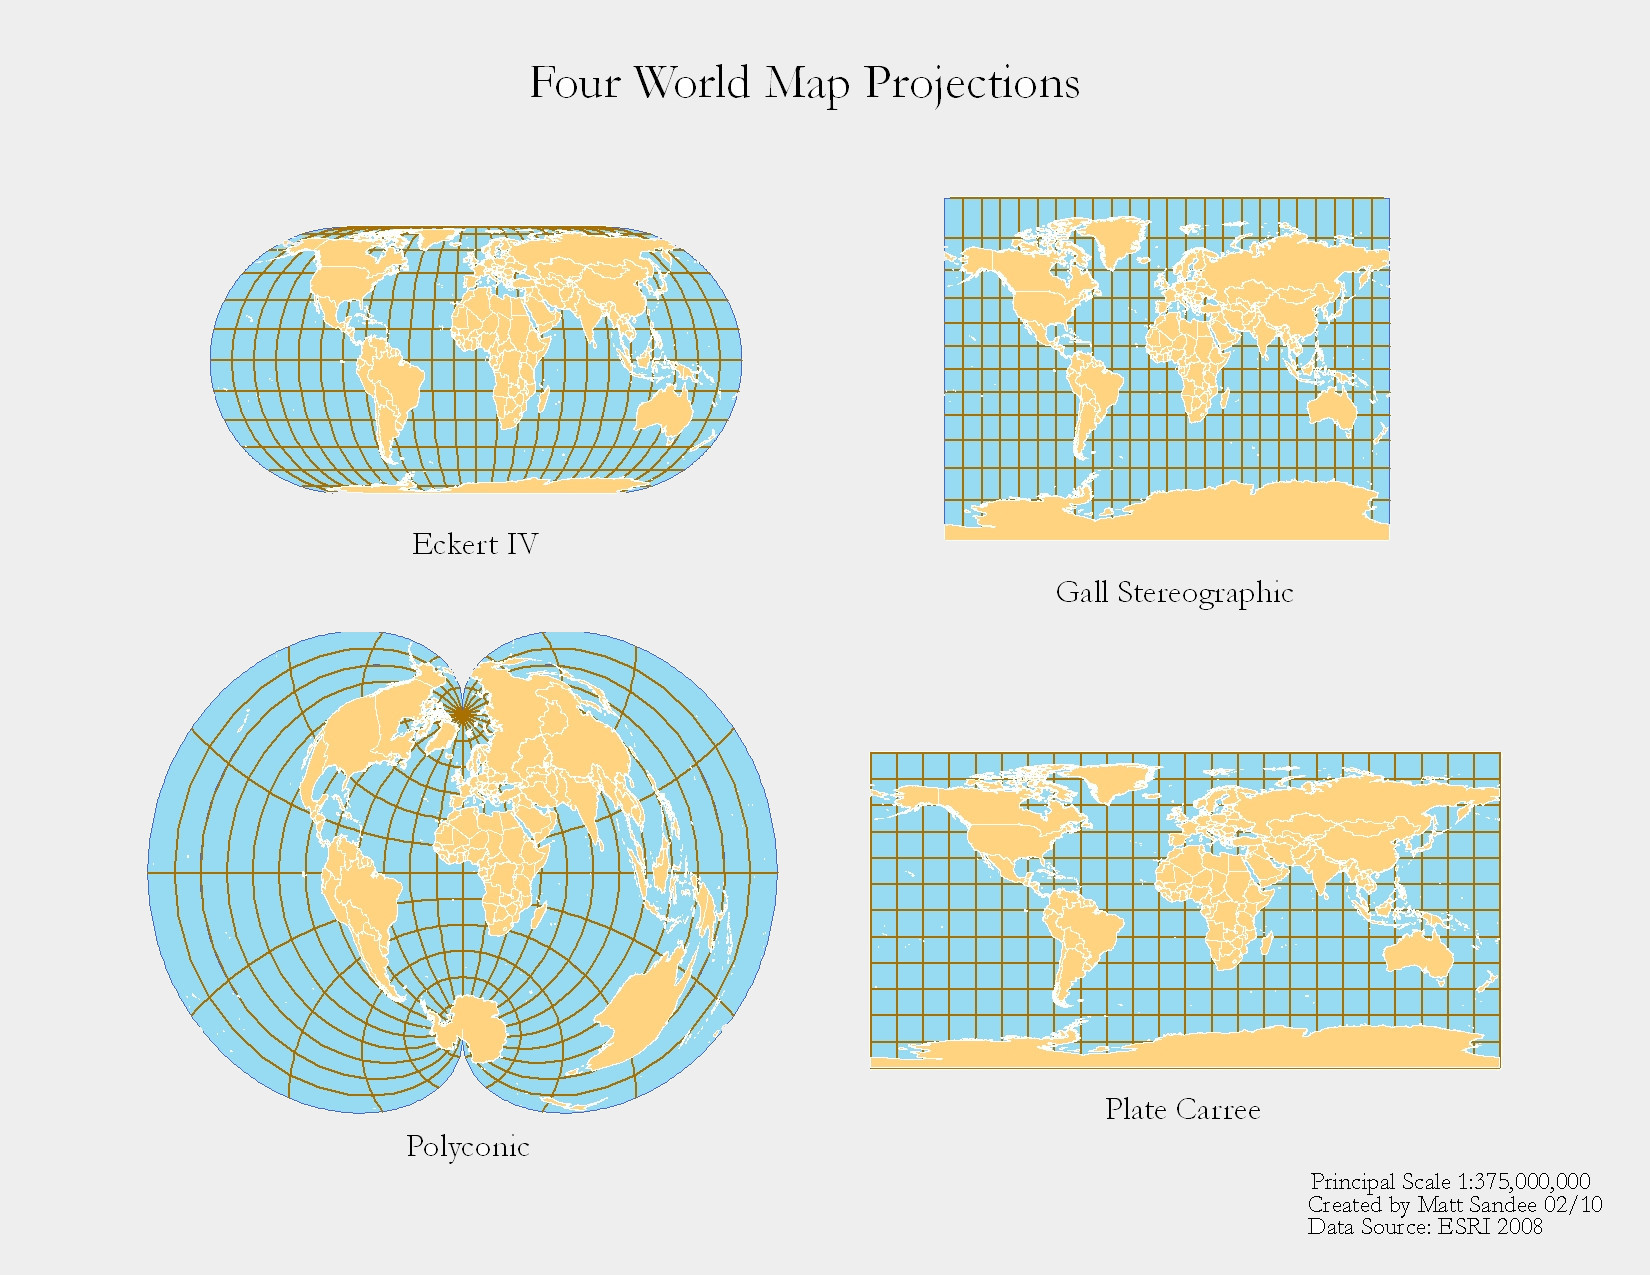 Four World Map Projections
Eckert IV
Gall Stereographic
Polyconic
Plate Carree
Principal Scale 1:375,000,000
Created by Matt Sandee 02/10
Data Source: ESRI 2008